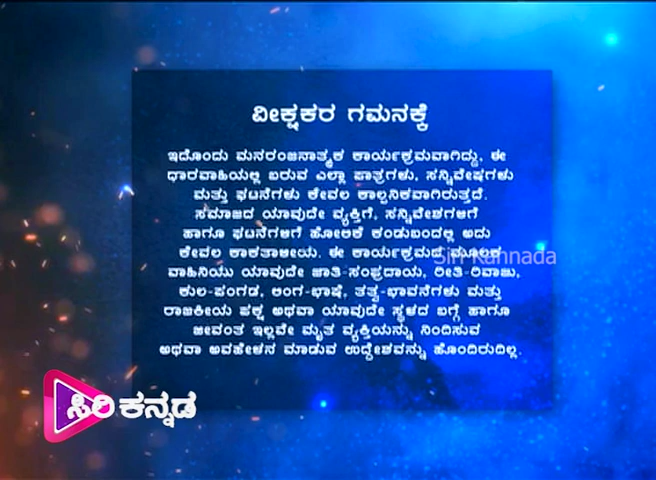 ವೀಕ್ಷಕರ ಗಮನಕ್ಕೆ
ಇದೊಂದು ಮನರಂಜನಾತ್ಮಕ ಕಾರ್ಯಕ್ರಮವಾಗಿದ್ದು, ಈ
ಧಾರವಾಹಿಯಲ್ಲಿ ಬರುವ ಎಲ್ಲಾ ಪಾತ್ರಗಳು, ಸನ್ನಿವೇಷಗಳು
ಮತ್ತು ಘಟನೆಗಳು ಕೇವಲ ಕಾಲ್ಪನಿಕವಾಗಿರುತ್ತದೆ.
ಸಮಾಜದ ಯಾವುದೇ ವ್ಯಕ್ತಿಗೆ, ಸನ್ನಿವೇಶಗಳಿಗೆ
ಹಾಗೂ ಘಟನೆಗಳಿಗೆ ಹೋಲಿಕೆ ಕಂಡುಬಂದಲ್ಲಿ ಅದು
ಕೇವಲ ಕಾಕತಾಳೀಯ. ಈ ಕಾರ್ಯಕ್ರಮದ ಮೂಲಕ
Siri Kannada
ವಾಹಿನಿಯು ಯಾವುದೇ ಜಾತಿ-ಸಂಪ್ರದಾಯ, ರೀತಿ-ರಿವಾಜು,
ಕುಲ-ಪಂಗಡ, ಲಿಂಗ-ಭಾಷೆ, ತತ್ವ-ಭಾವನೆಗಳು ಮತ್ತು
ರಾಜಕೀಯ ಪಕ್ಷ ಅಥವಾ ಯಾವುದೇ ಸ್ಥಳದ ಬಗ್ಗೆ ಹಾಗೂ
ಜೀವಂತ ಇಲ್ಲವೇ ಮೃತ ವ್ಯಕ್ತಿಯನ್ನು ನಿಂದಿಸುವ
ಅಥವಾ ಅವಹೇಳನ ಮಾಡುವ ಉದ್ದೇಶವನ್ನು ಹೊಂದಿರುದಿಲ್ಲ.
ಸಿರಿ ಕನ್ನಡ